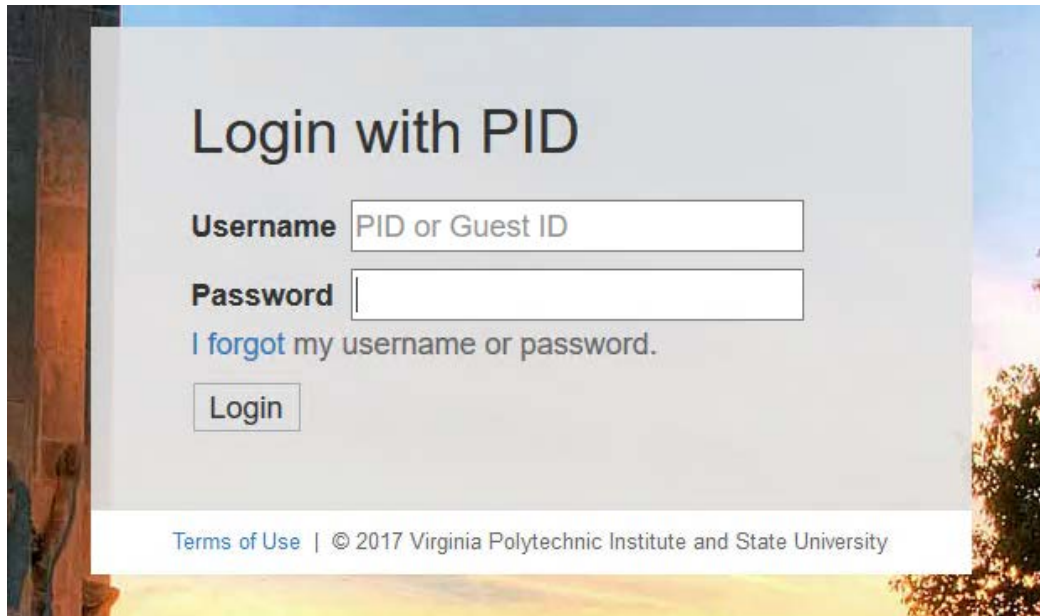 Login with PID
Username PID or Guest ID
Password
I forgot my username or password.
Login
Terms of Use | © 2017 Virginia Polytechnic Institute and State University